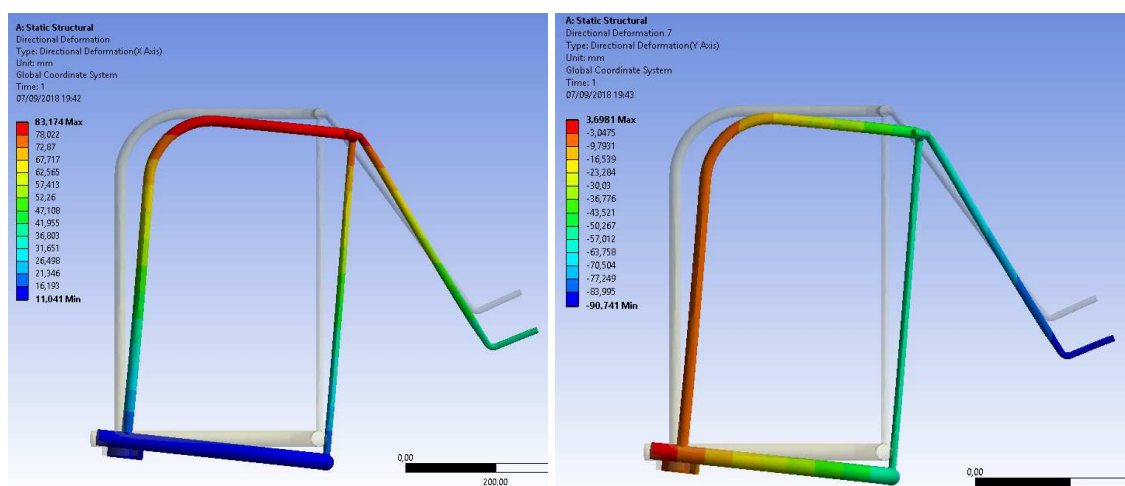 A: Static Structural
Directional Deformation
Type: Directional Deformation(X Axis)
Unit: mm
Global Coordinate System
Time: 1
07/09/2018 19:42
83,174 Max
78,022
72,87
67,717
62,565
57,413
52,26
47,108
41,955
36,803
31,651
26,498
21,346
16,193
11,041 Min
0,00
200,00
A: Static Structural
Directional Deformation 7
Type: Directional Deformation(Y Axis)
Unit: mm
Global Coordinate System
Time: 1
07/09/2018 19:43
3,6981 Max
-3,0475
-9,7931
-16,539
-23,284
-30,03
-36,776
-43,521
-50,267
-57,012
-63,758
-70,504
-77,249
-83,995
-90,741 Min
0,00